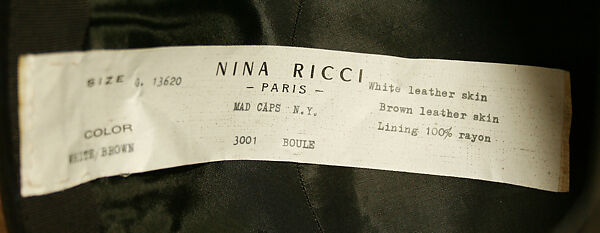 SIZE G. 13620
NINA RICCI
- PARIS -
MAD CAPS N.Y.
3001 BOULE
COLOR
WHITE/BROWN
White leather skin
Brown leather skin
Lining 100% rayon